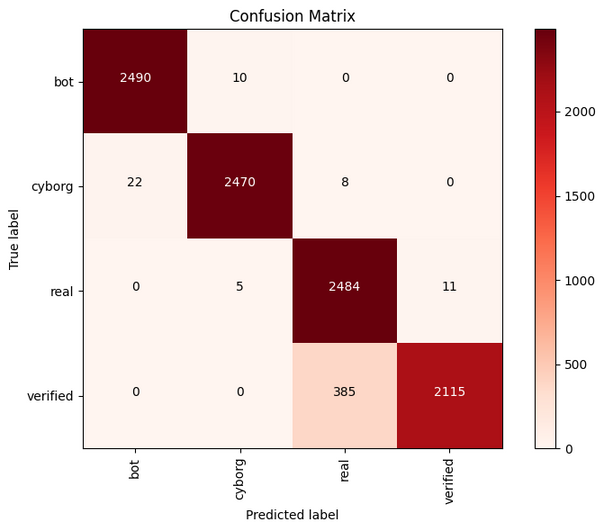 Confusion Matrix
True label
bot 2490 10 0 0
cyborg 22 2470 8 0
real 0 5 2484 11
verified 0 0 385 2115
bot cyborg real verified
Predicted label
2000
1500
1000
500
0